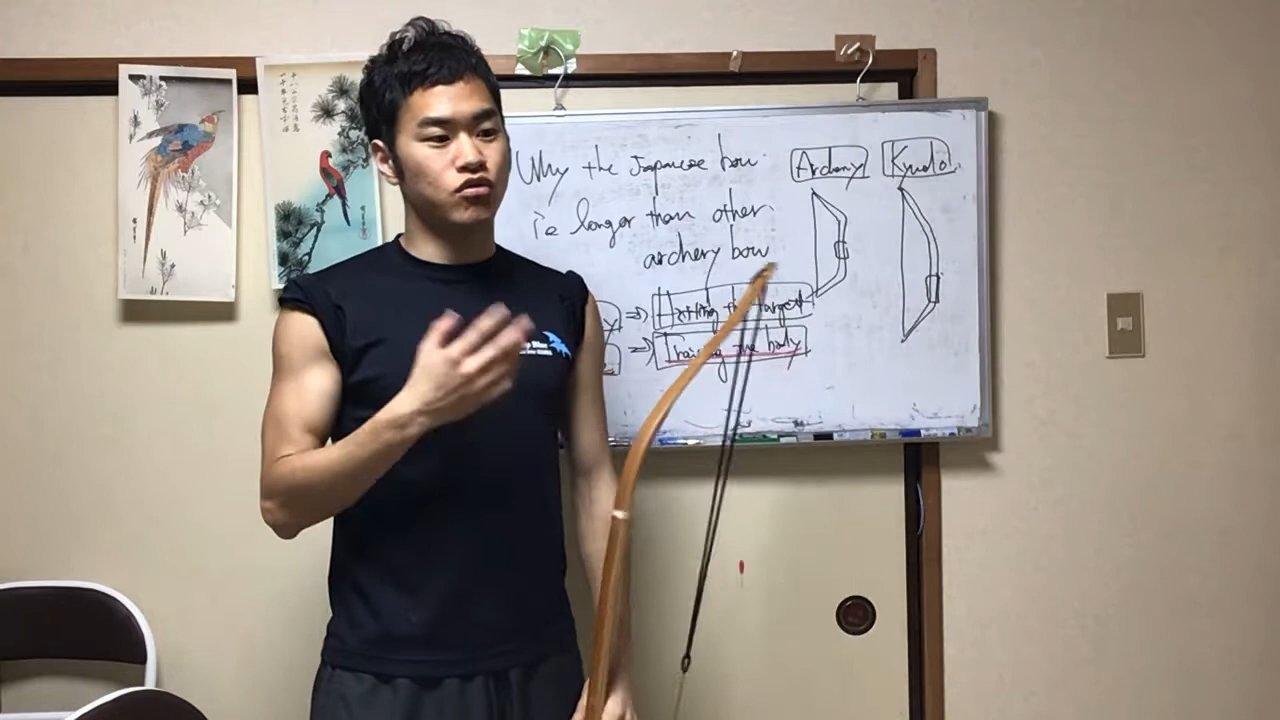 Why the Japanese bow
is longer than other
archery bow
Archery
Kyudo
y ⇒ Hitting the target
⇒ Training the body